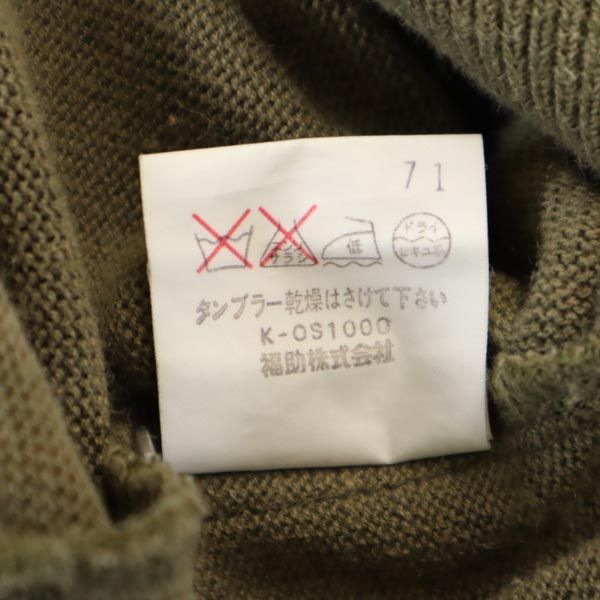 71
エンソ
サラシ
低
ドライ
セキユ系
タンブラー乾燥はさけて下さい
K-OS1000
福助株式会社